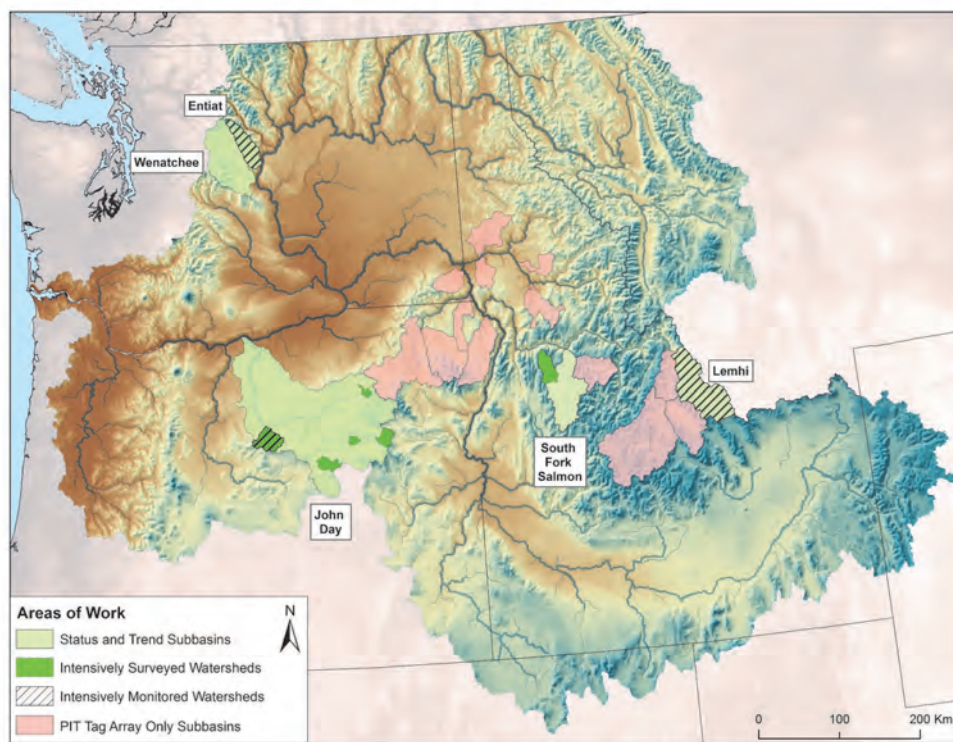 Entiat
Wenatchee
Lemhi
South
Fork
Salmon
John
Day
Areas of Work
N
Status and Trend Subbasins
Intensively Surveyed Watersheds
Intensively Monitored Watersheds
PIT Tag Array Only Subbasins
0 100 200 Km